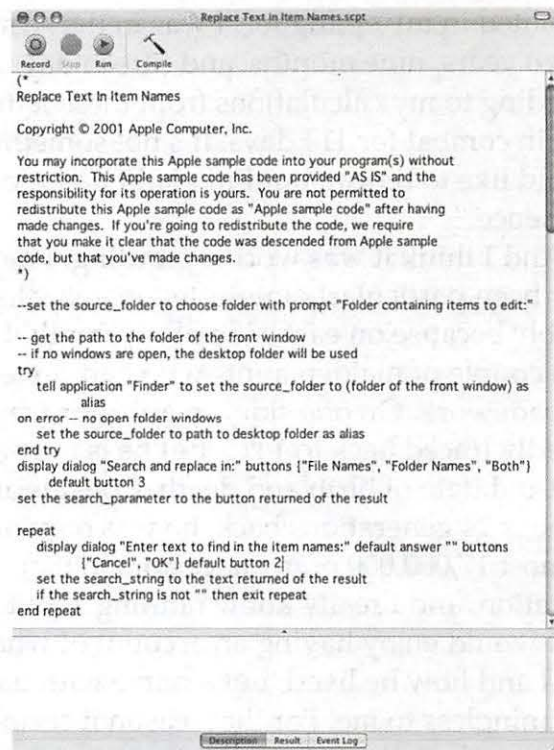 Replace Text in Item Names.scpt
Record Stop Run Compile
(*
Replace Text In Item Names
Copyright © 2001 Apple Computer, Inc.
You may incorporate this Apple sample code into your program(s) without
restriction. This Apple sample code has been provided "AS IS" and the
responsibility for its operation is yours. You are not permitted to
redistribute this Apple sample code as "Apple sample code" after having
made changes. If you're going to redistribute the code, we require
that you make it clear that the code was descended from Apple sample
code, but that you've made changes.
*)
--set the source_folder to choose folder with prompt "Folder containing items to edit:"
-- get the path to the folder of the front window
-- if no windows are open, the desktop folder will be used
try
tell application "Finder" to set the source_folder to (folder of the front window) as
alias
on error -- no open folder windows
set the source_folder to path to desktop folder as alias
end try
display dialog "Search and replace in:" buttons {"File Names", "Folder Names", "Both"}
default button 3
set the search_parameter to the button returned of the result
repeat
display dialog "Enter text to find in the item names:" default answer "" buttons
{"Cancel", "OK"} default button 2
set the search_string to the text returned of the result
if the search_string is not "" then exit repeat
end repeat
Description Result Event Log